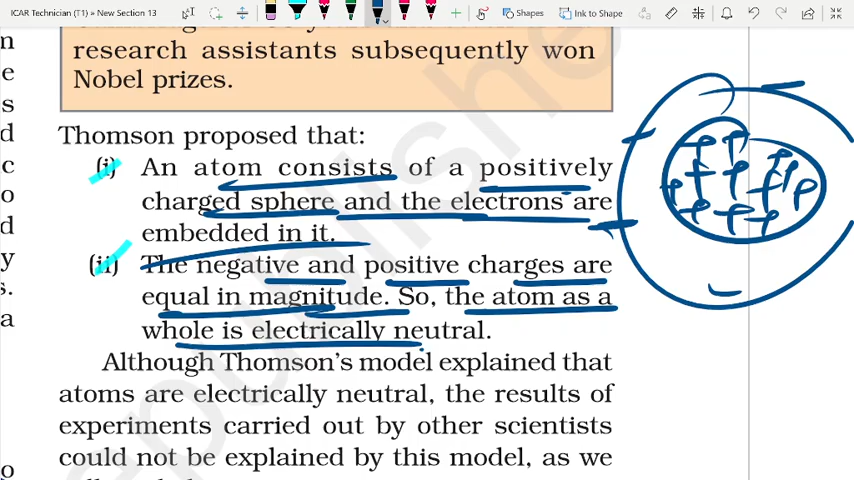 ICAR Technician (T1) » New Section 13
Shapes
Ink to Shape
research assistants subsequently won
Nobel prizes.
Thomson proposed that:
(i) An atom consists of a positively
charged sphere and the electrons are
embedded in it.
(ii) The negative and positive charges are
equal in magnitude. So, the atom as a
whole is electrically neutral.
Although Thomson's model explained that
atoms are electrically neutral, the results of
experiments carried out by other scientists
could not be explained by this model, as we
n
e
s
d
c
o
d
y
s.
a
o